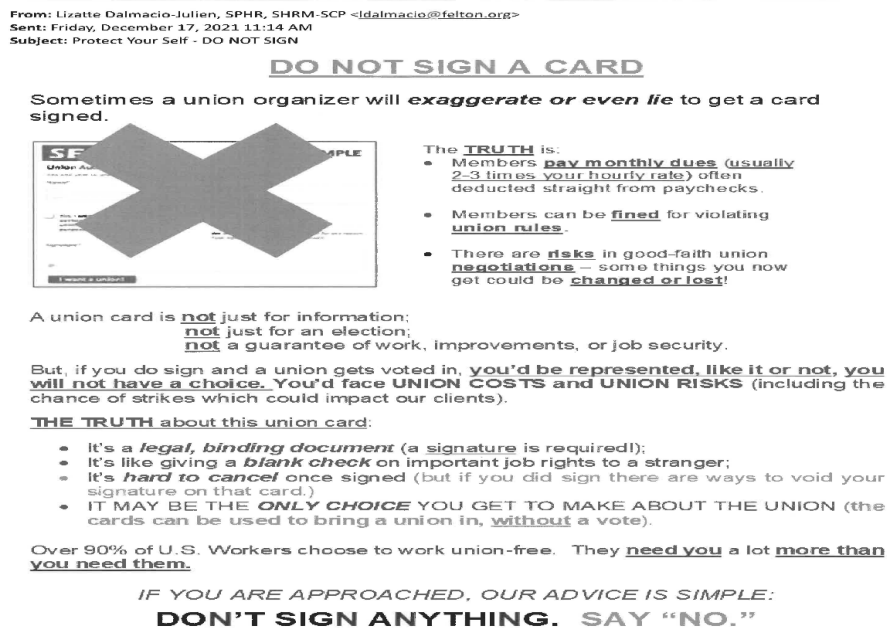 From: Lizatte Dalmacio-Julien, SPHR, SHRM-SCP <ldalmacio@felton.org>
Sent: Friday, December 17, 2021 11:14 AM
Subject: Protect Your Self - DO NOT SIGN
DO NOT SIGN A CARD
Sometimes a union organizer will exaggerate or even lie to get a card
signed.
SE
MPLE
Union Au
I want a union!
The TRUTH is:
• Members pay monthly dues (usually
2-3 times your hourly rate) often
deducted straight from paychecks.
• Members can be fined for violating
union rules.
• There are risks in good-faith union
negotiations – some things you now
get could be changed or lost!
A union card is not just for information;
not just for an election;
not a guarantee of work, improvements, or job security.
But, if you do sign and a union gets voted in, you'd be represented, like it or not, you
will not have a choice. You'd face UNION COSTS and UNION RISKS (including the
chance of strikes which could impact our clients).
THE TRUTH about this union card:
• It's a legal, binding document (a signature is required!);
• It's like giving a blank check on important job rights to a stranger;
• It's hard to cancel once signed (but if you did sign there are ways to void your
signature on that card.)
• IT MAY BE THE ONLY CHOICE YOU GET TO MAKE ABOUT THE UNION (the
cards can be used to bring a union in, without a vote).
Over 90% of U.S. Workers choose to work union-free. They need you a lot more than
you need them.
IF YOU ARE APPROACHED, OUR ADVICE IS SIMPLE:
DON'T SIGN ANYTHING. SAY "NO."